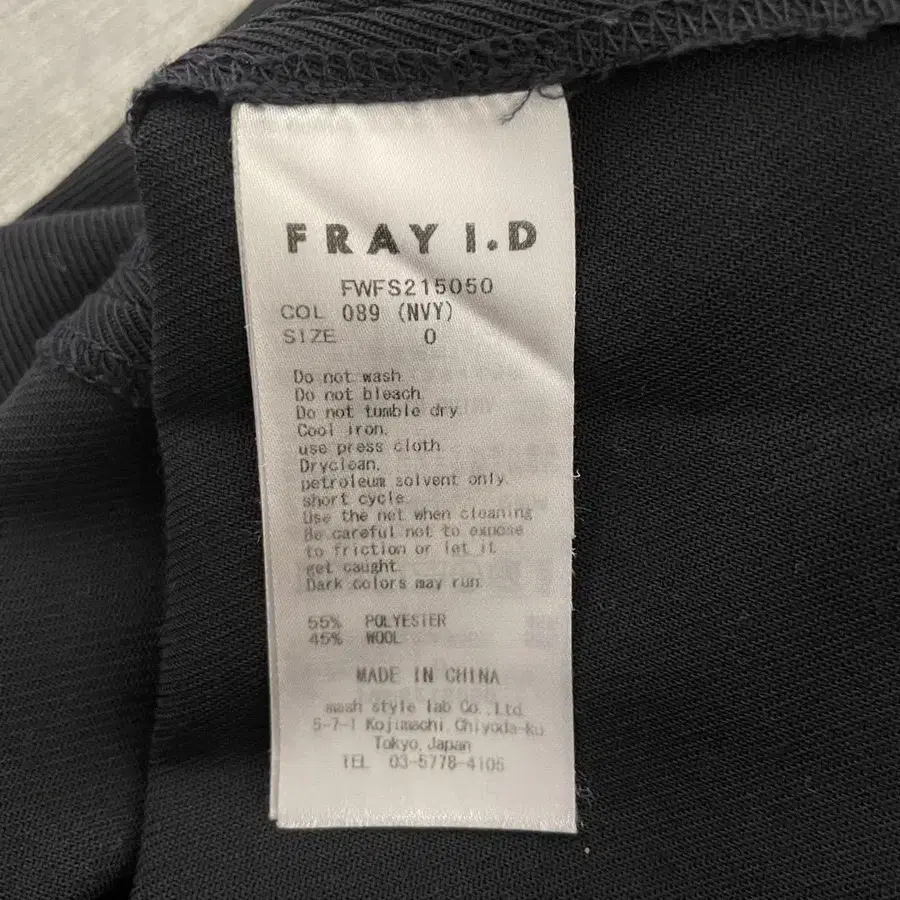 FRAY I.D
FWFS215050
COL 089 (NVY)
SIZE 0
Do not wash
Do not bleach.
Do not tumble dry
Cool iron.
use press cloth
Dryclean.
petroleum solvent only.
short cycle.
Use the net when cleaning
Be careful not to expose
to friction or let it
get caught.
Dark colors may run
55% POLYESTER
45% WOOL
MADE IN CHINA
mash style lab Co.,Ltd.
5-7-1 Kojimachi,Chiyoda-ku
Tokyo,Japan
TEL 03-5778-4105